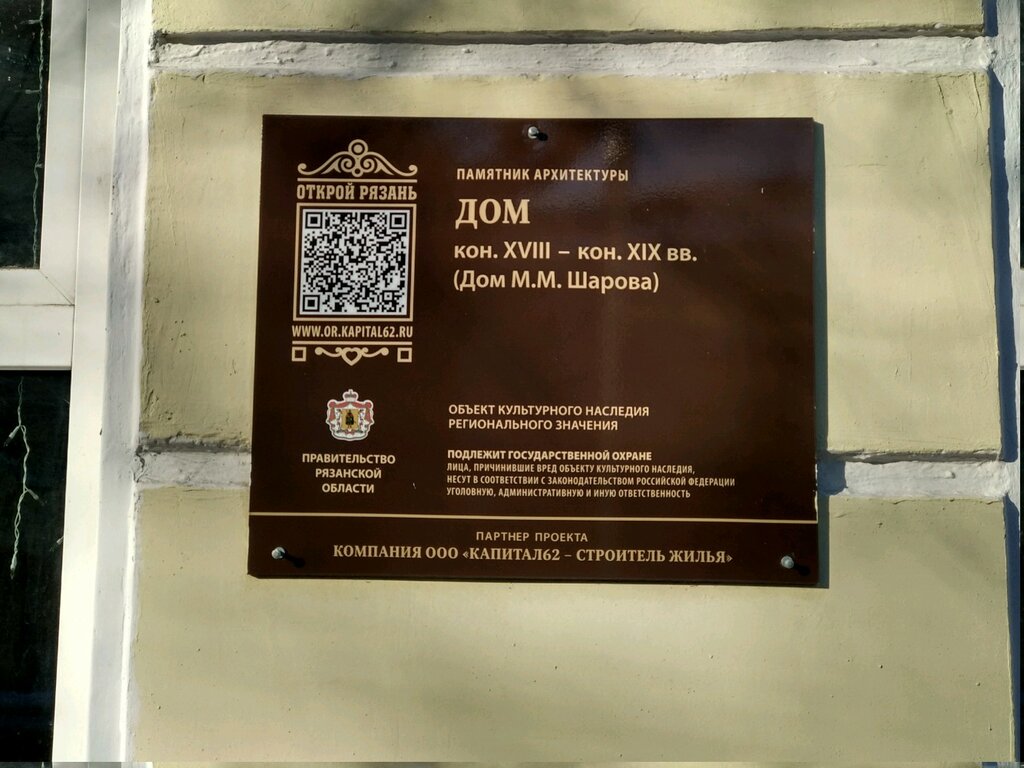 ОТКРОЙ РЯЗАНЬ
WWW.OR.KAPITAL62.RU
ПРАВИТЕЛЬСТВО
РЯЗАНСКОЙ
ОБЛАСТИ
ПАМЯТНИК АРХИТЕКТУРЫ
ДОМ
кон. XVIII – кон. XIX вв.
(Дом М.М. Шарова)
ОБЪЕКТ КУЛЬТУРНОГО НАСЛЕДИЯ
РЕГИОНАЛЬНОГО ЗНАЧЕНИЯ
ПОДЛЕЖИТ ГОСУДАРСТВЕННОЙ ОХРАНЕ
ЛИЦА, ПРИЧИНИВШИЕ ВРЕД ОБЪЕКТУ КУЛЬТУРНОГО НАСЛЕДИЯ,
НЕСУТ В СООТВЕТСТВИИ С ЗАКОНОДАТЕЛЬСТВОМ РОССИЙСКОЙ ФЕДЕРАЦИИ
УГОЛОВНУЮ, АДМИНИСТРАТИВНУЮ И ИНУЮ ОТВЕТСТВЕННОСТЬ
ПАРТНЕР ПРОЕКТА
КОМПАНИЯ ООО «КАПИТАЛ62 – СТРОИТЕЛЬ ЖИЛЬЯ»